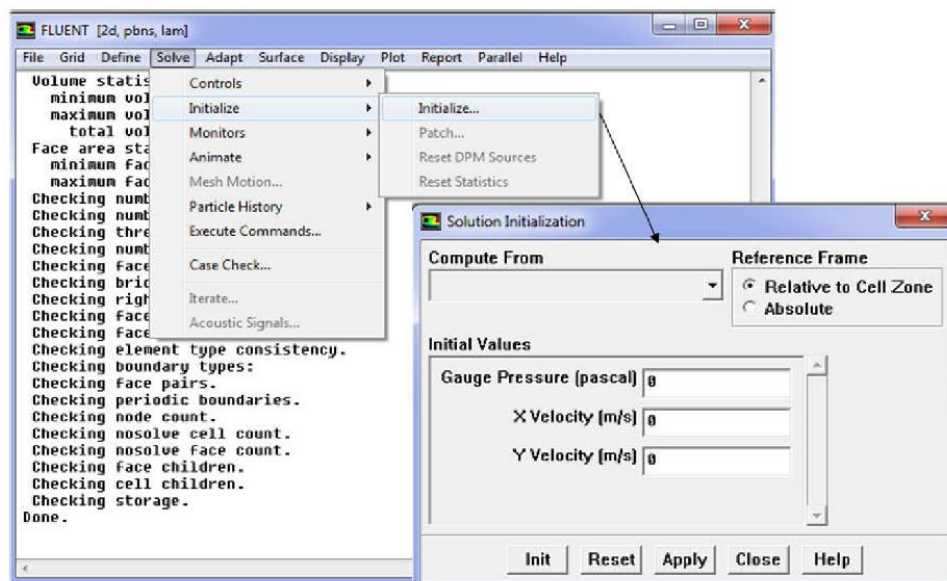 FLUENT [2d, pbns, lam]
File Grid Define Solve Adapt Surface Display Plot Report Parallel Help
Volume statis
minimum vol
maximum vol
total vol
Face area sta
minimum fac
maximum fac
Checking numb
Checking numb
Checking thre
Checking numb
Checking face
Checking bric
Checking righ
Checking face
Checking face
Checking element type consistency.
Checking boundary types:
Checking face pairs.
Checking periodic boundaries.
Checking node count.
Checking nosolve cell count.
Checking nosolve face count.
Checking face children.
Checking cell children.
Checking storage.
Done.
Controls
Initialize
Monitors
Animate
Mesh Motion...
Particle History
Execute Commands...
Case Check...
Iterate...
Acoustic Signals...
Initialize...
Patch...
Reset DPM Sources
Reset Statistics
Solution Initialization
Compute From
Reference Frame
Relative to Cell Zone
Absolute
Initial Values
Gauge Pressure (pascal) 0
X Velocity (m/s) 0
Y Velocity (m/s) 0
Init Reset Apply Close Help